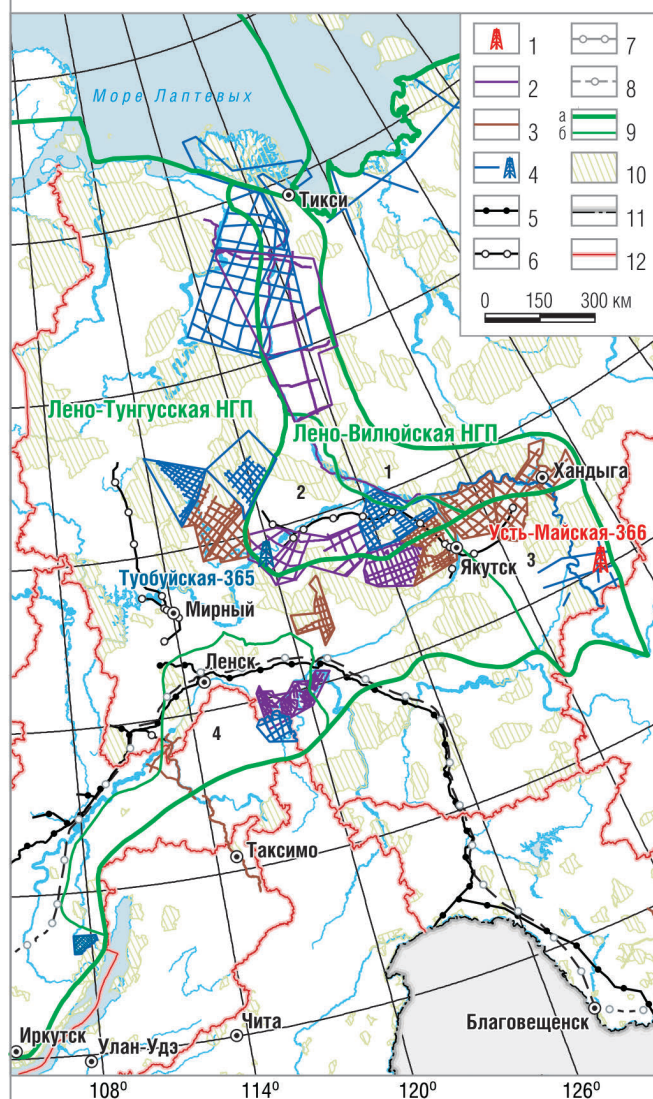 1
7
2
8
3
а
б
9
4
10
5
11
6
12
0 150 300 км
Море Лаптевых
Тикси
Лено-Тунгусская НГП
Лено-Вилюйская НГП
1
2
Хандыга
Усть-Майская-366
3
Якутск
Туобуйская-365
Мирный
Ленск
4
Таксимо
Иркутск
Улан-Удэ
Чита
Благовещенск
108° 114° 120° 126°